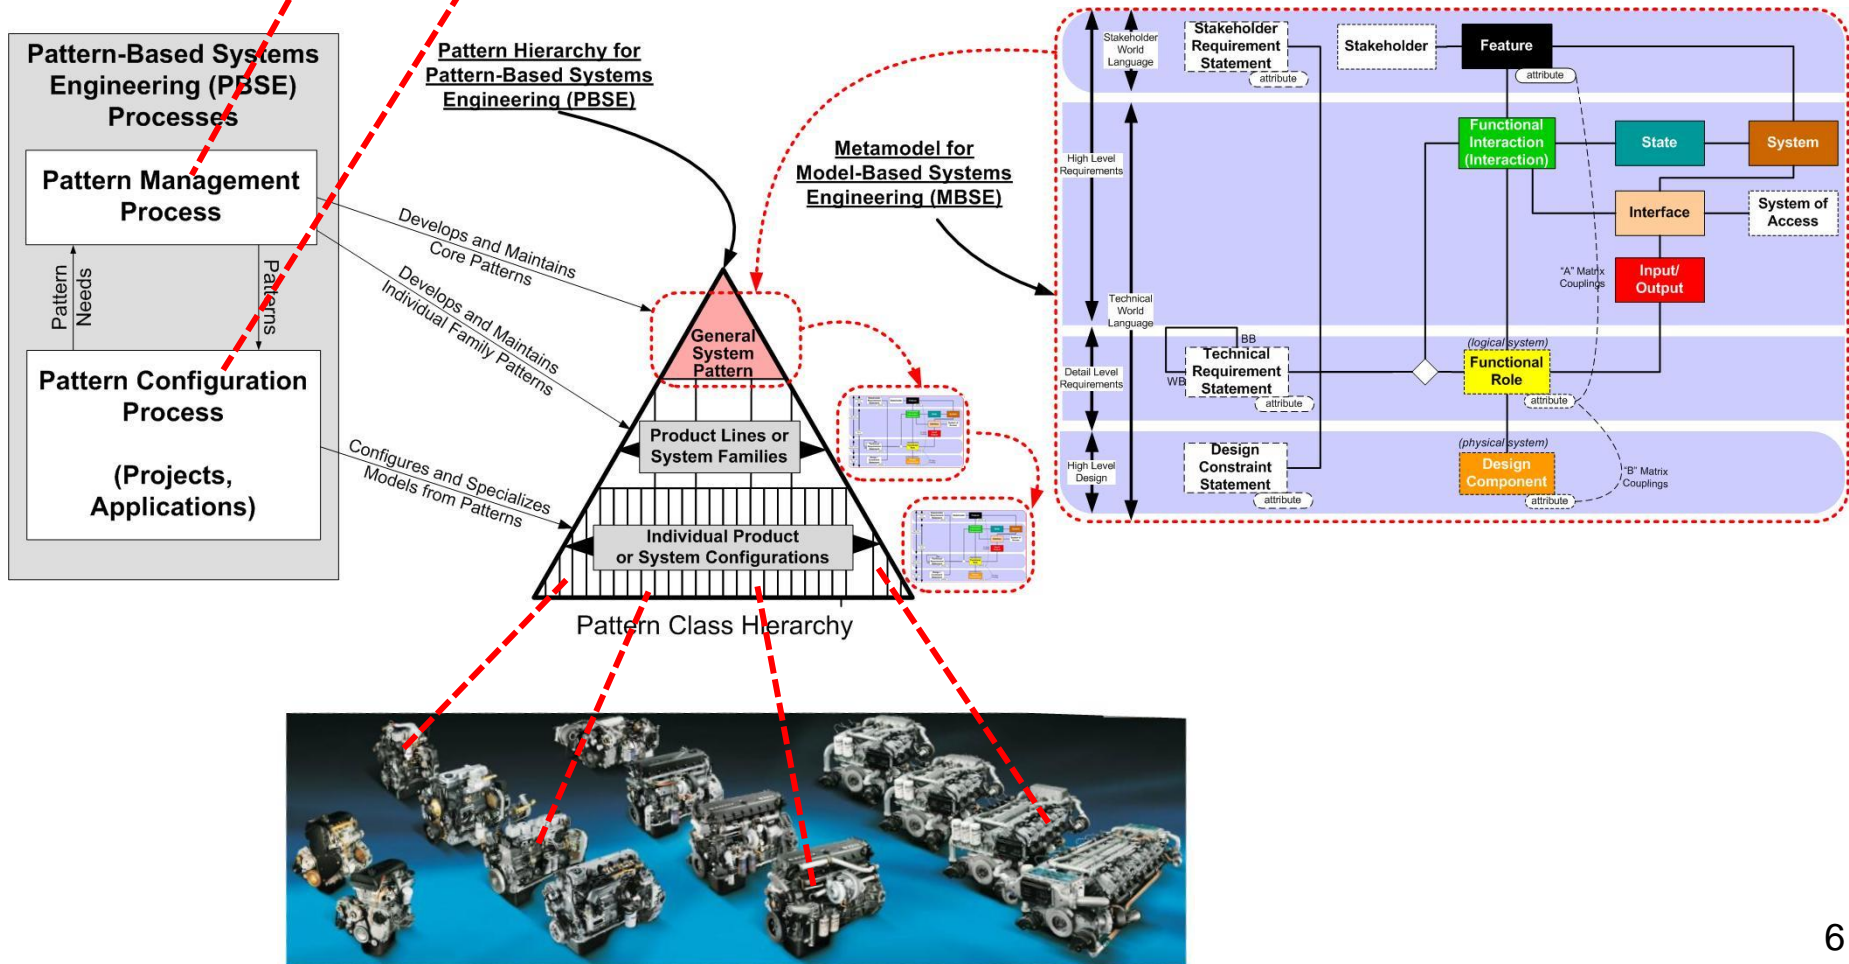 Pattern-Based Systems
Engineering (PBSE)
Processes
Pattern Management
Process
Pattern
Needs
Patterns
Pattern Configuration
Process
(Projects,
Applications)
Pattern Hierarchy for
Pattern-Based Systems
Engineering (PBSE)
Develops and Maintains
Core Patterns
Develops and Maintains
Individual Family Patterns
Configures and Specializes
Models from Patterns
General
System
Pattern
Product Lines or
System Families
Individual Product
or System Configurations
Pattern Class Hierarchy
Metamodel for
Model-Based Systems
Engineering (MBSE)
Stakeholder
World
Language
High Level
Requirements
Technical
World
Language
Detail Level
Requirements
High Level
Design
Stakeholder
Requirement
Statement
attribute
Stakeholder
Feature
attribute
Functional
Interaction
(Interaction)
State
System
Interface
System of
Access
Input/
Output
"A" Matrix
Couplings
BB
WB
Technical
Requirement
Statement
attribute
(logical system)
Functional
Role
attribute
Design
Constraint
Statement
attribute
(physical system)
Design
Component
attribute
"B" Matrix
Couplings
6